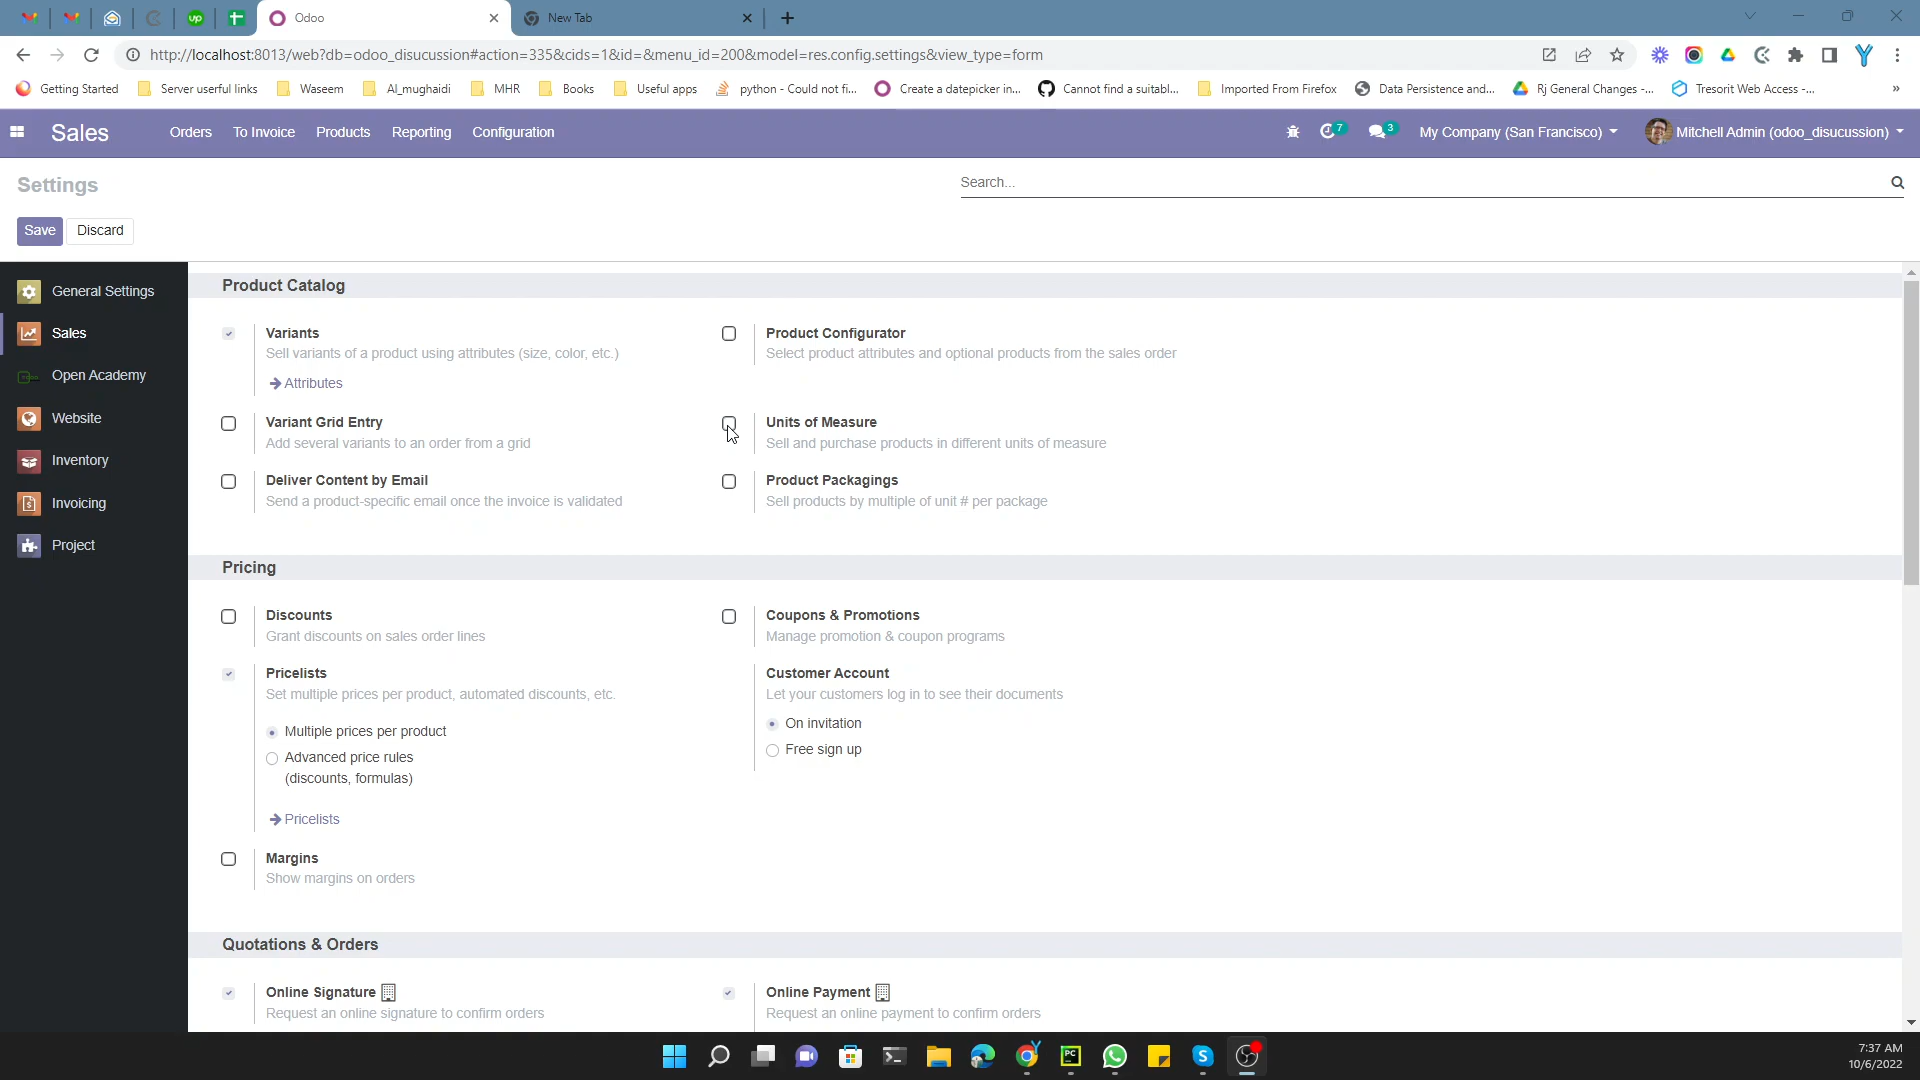 Odoo
New Tab
http://localhost:8013/web?db=odoo_disucussion#action=335&cids=1&id=&menu_id=200&model=res.config.settings&view_type=form
Getting Started
Server userful links
Waseem
Al_mughaidi
MHR
Books
Useful apps
python - Could not fi...
Create a datepicker in...
Cannot find a suitabl...
Imported From Firefox
Data Persistence and...
Rj General Changes -...
Tresorit Web Access -...
»
Sales
Orders
To Invoice
Products
Reporting
Configuration
7
3
My Company (San Francisco)
Mitchell Admin (odoo_disucussion)
Settings
Search...
Save
Discard
General Settings
Sales
Open Academy
Website
Inventory
Invoicing
Project
Product Catalog
Variants
Sell variants of a product using attributes (size, color, etc.)
Attributes
Product Configurator
Select product attributes and optional products from the sales order
Variant Grid Entry
Add several variants to an order from a grid
Units of Measure
Sell and purchase products in different units of measure
Deliver Content by Email
Send a product-specific email once the invoice is validated
Product Packagings
Sell products by multiple of unit # per package
Pricing
Discounts
Grant discounts on sales order lines
Coupons & Promotions
Manage promotion & coupon programs
Pricelists
Set multiple prices per product, automated discounts, etc.
Multiple prices per product
Advanced price rules
(discounts, formulas)
Pricelists
Customer Account
Let your customers log in to see their documents
On invitation
Free sign up
Margins
Show margins on orders
Quotations & Orders
Online Signature
Request an online signature to confirm orders
Online Payment
Request an online payment to confirm orders
7:37 AM
10/6/2022